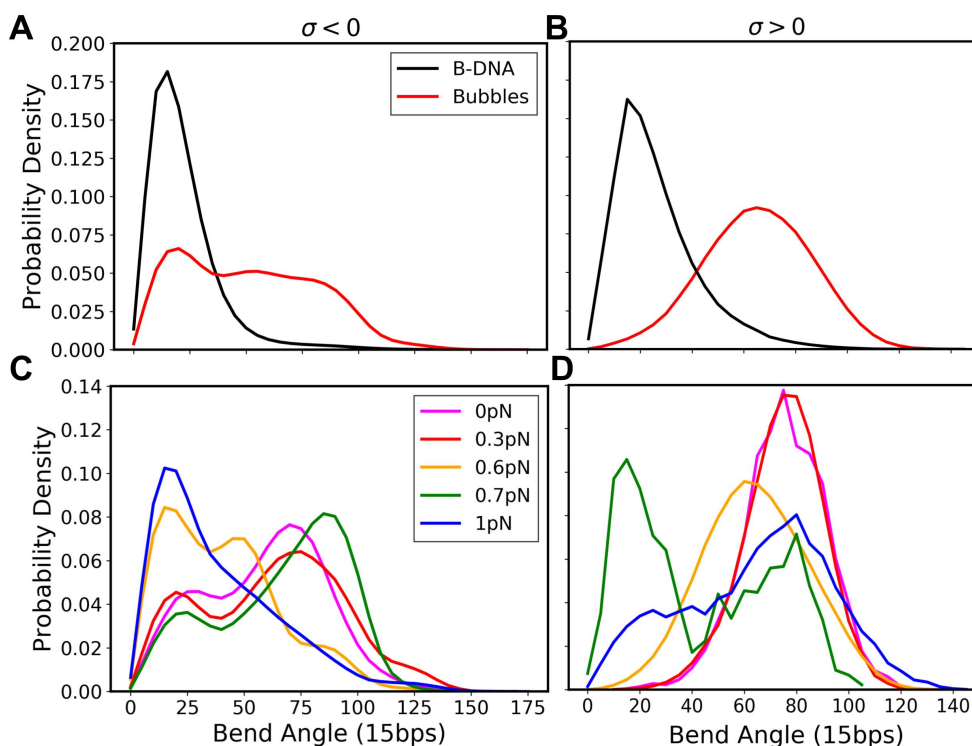 A
σ < 0
B
σ > 0
0.200
0.175
0.150
0.125
0.100
0.075
0.050
0.025
0.000
Probability Density
B-DNA
Bubbles
C
D
0.14
0.12
0.10
0.08
0.06
0.04
0.02
0.00
Probability Density
0pN
0.3pN
0.6pN
0.7pN
1pN
0 25 50 75 100 125 150 175
0 20 40 60 80 100 120 140
Bend Angle (15bps)
Bend Angle (15bps)